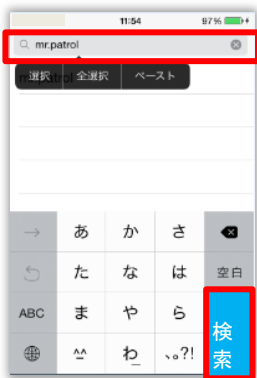 11:54 97%
mr.patrol
選択 全選択 ペースト
→ あ か さ
た な は 空白
ABC ま や ら 検索
^^ わ 、。?!